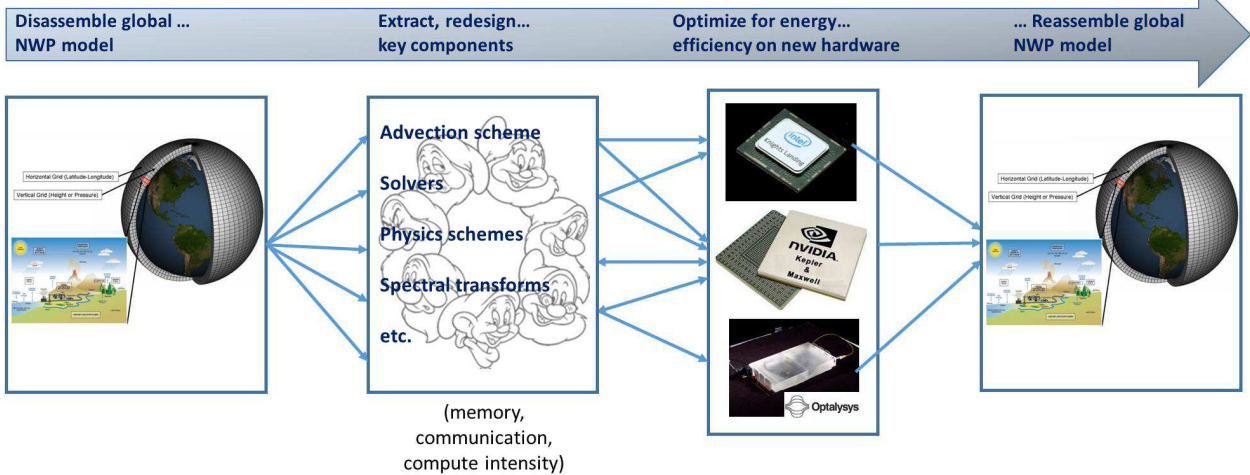 Disassemble global ...
NWP model
Extract, redesign...
key components
Optimize for energy...
efficiency on new hardware
... Reassemble global
NWP model
Horizontal Grid (Latitude-Longitude)
Vertical Grid (Height or Pressure)
Advection scheme
Solvers
Physics schemes
Spectral transforms
etc.
(memory,
communication,
compute intensity)
intel
Knights Landing
NVIDIA
Kepler
&
Maxwell
Optalysys
Horizontal Grid (Latitude-Longitude)
Vertical Grid (Height or Pressure)